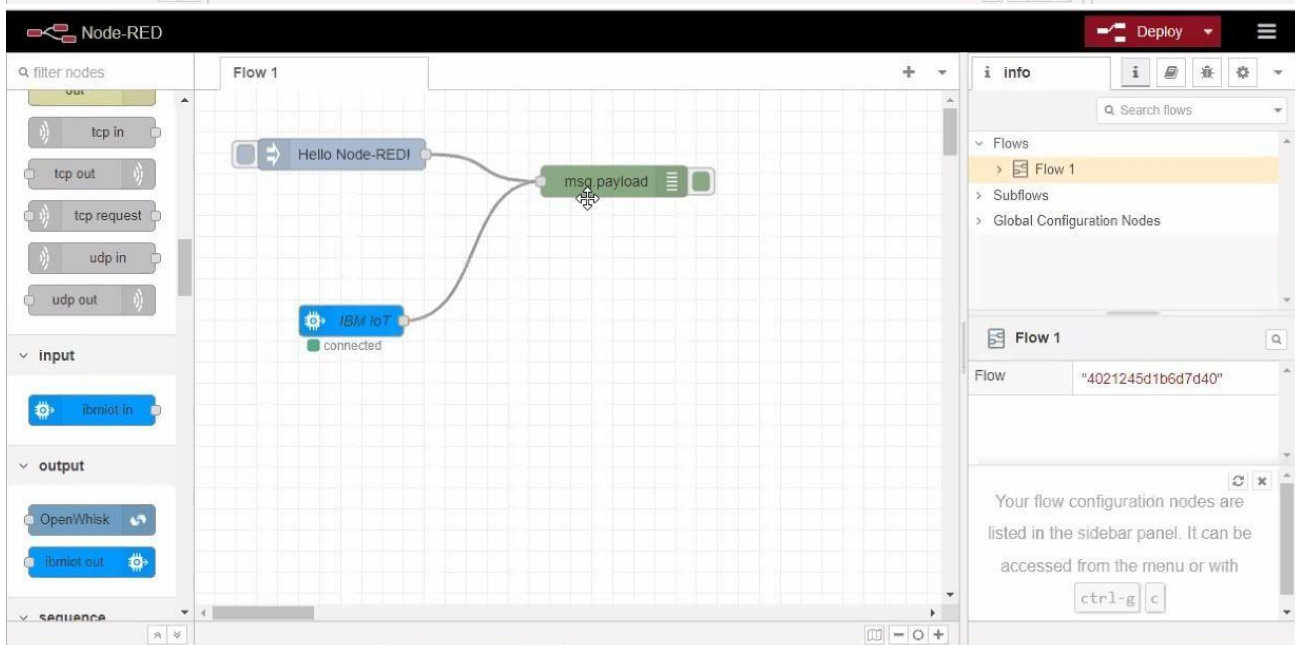 Node-RED
Deploy
filter nodes
out
tcp in
tcp out
tcp request
udp in
udp out
input
ibmiot in
output
OpenWhisk
ibmiot out
sequence
Flow 1
Hello Node-RED!
msg.payload
IBM IoT
connected
i info
i
Search flows
Flows
Flow 1
Subflows
Global Configuration Nodes
Flow 1
Flow "4021245d1b6d7d40"
Your flow configuration nodes are
listed in the sidebar panel. It can be
accessed from the menu or with
ctrl-g c